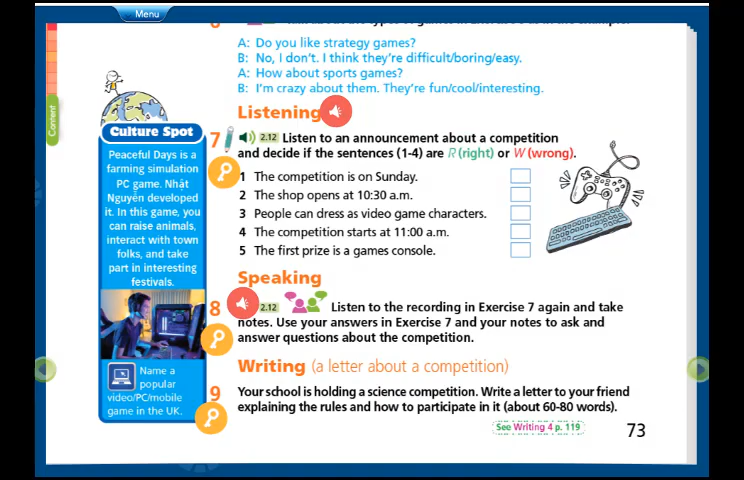 Menu
Content
A: Do you like strategy games?
B: No, I don't. I think they're difficult/boring/easy.
A: How about sports games?
B: I'm crazy about them. They're fun/cool/interesting.
Listening
7 2.12 Listen to an announcement about a competition
and decide if the sentences (1-4) are R (right) or W (wrong).
1 The competition is on Sunday.
2 The shop opens at 10:30 a.m.
3 People can dress as video game characters.
4 The competition starts at 11:00 a.m.
5 The first prize is a games console.
Culture Spot
Peaceful Days is a
farming simulation
PC game. Nhật
Nguyên developed
it. In this game, you
can raise animals,
interact with town
folks, and take
part in interesting
festivals.
Name a
popular
video/PC/mobile
game in the UK.
Speaking
8 2.12 Listen to the recording in Exercise 7 again and take
notes. Use your answers in Exercise 7 and your notes to ask and
answer questions about the competition.
Writing (a letter about a competition)
9 Your school is holding a science competition. Write a letter to your friend
explaining the rules and how to participate in it (about 60-80 words).
See Writing 4 p. 119
73